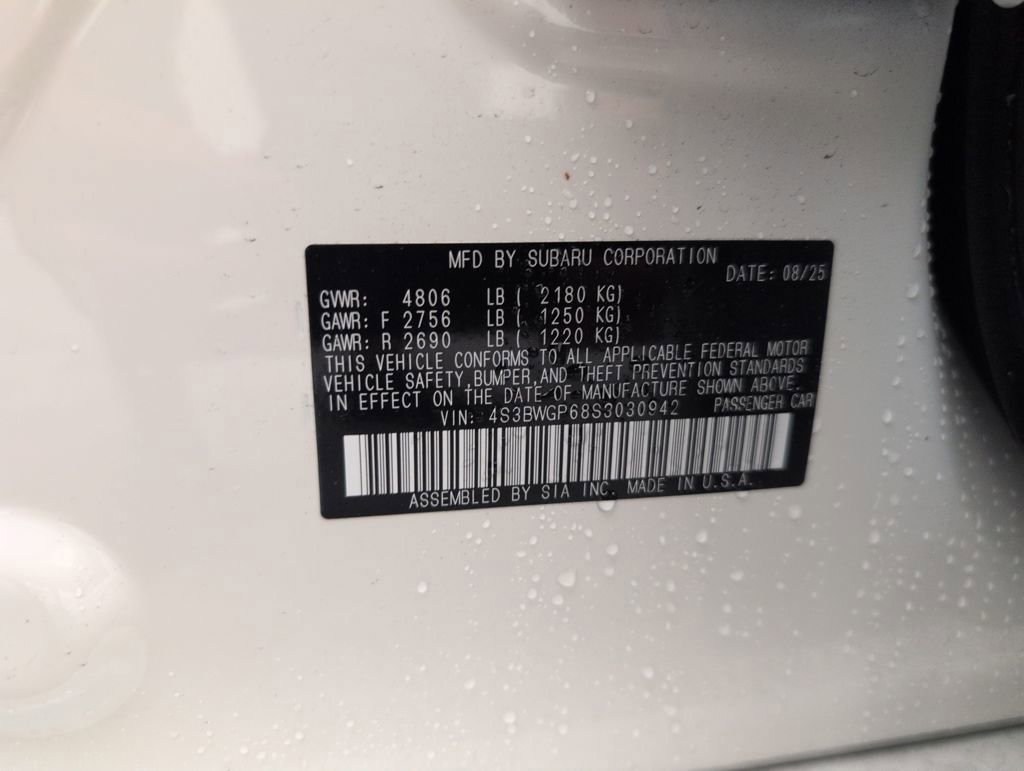 MFD BY SUBARU CORPORATION
DATE: 08/25
GVWR: 4806 LB ( 2180 KG)
GAWR: F 2756 LB ( 1250 KG)
GAWR: R 2690 LB ( 1220 KG)
THIS VEHICLE CONFORMS TO ALL APPLICABLE FEDERAL MOTOR
VEHICLE SAFETY,BUMPER,AND THEFT PREVENTION STANDARDS
IN EFFECT ON THE DATE OF MANUFACTURE SHOWN ABOVE.
VIN: 4S3BWGP68S3030942 PASSENGER CAR
ASSEMBLED BY SIA INC. MADE IN U.S.A.